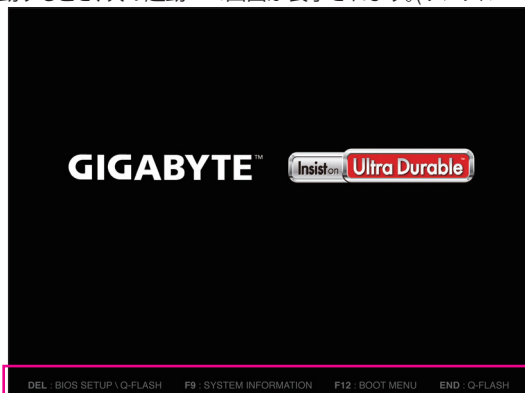 GIGABYTE™ Insist on Ultra Durable™
DEL : BIOS SETUP \ Q-FLASH F9 : SYSTEM INFORMATION F12 : BOOT MENU END : Q-FLASH